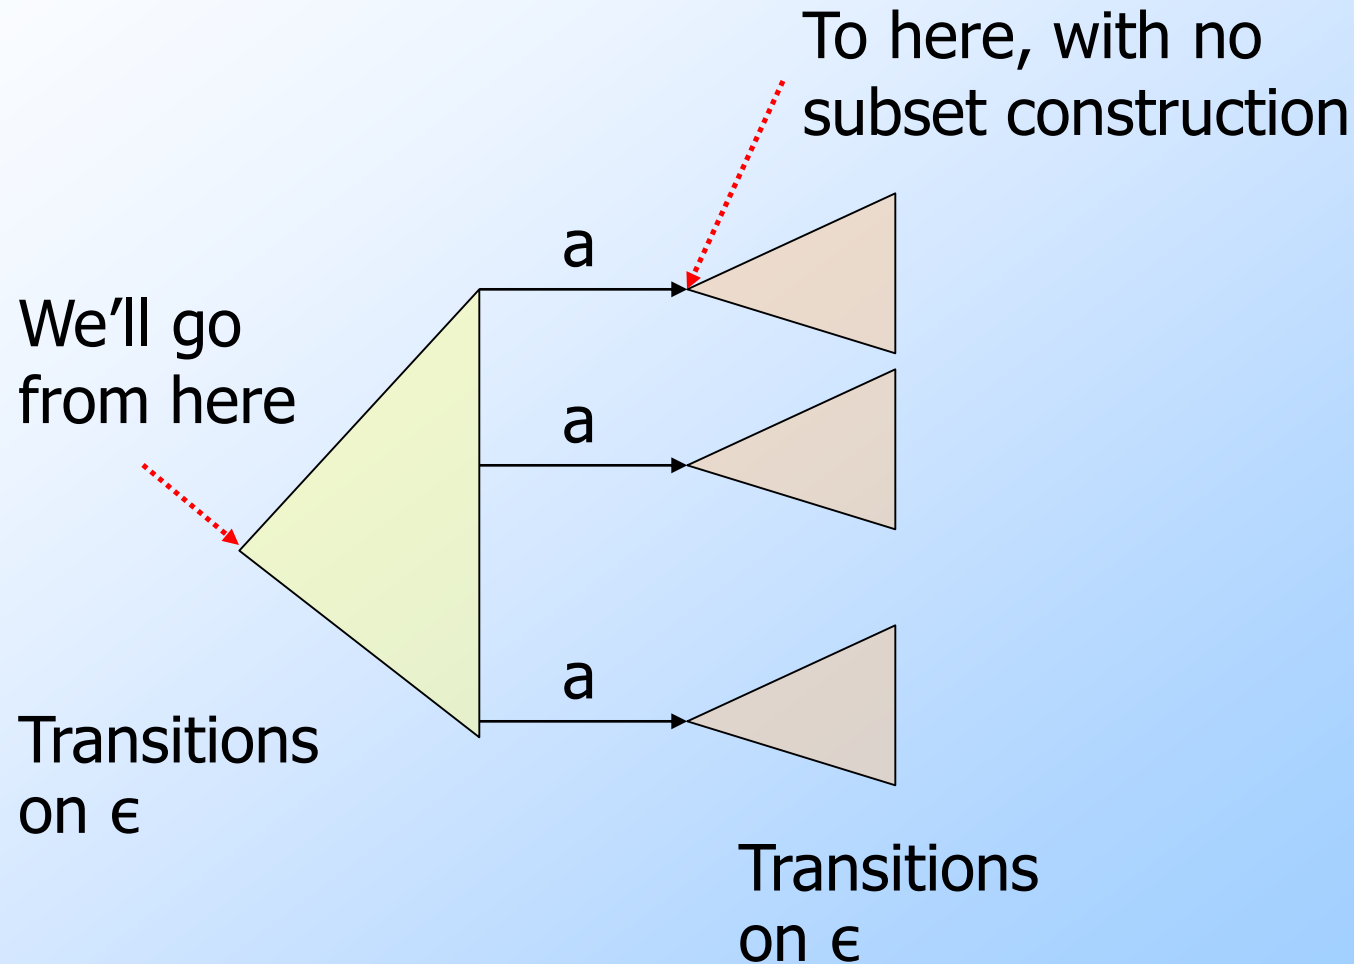 To here, with no
subset construction
a
We’ll go
from here
a
a
Transitions
on ϵ
Transitions
on ϵ